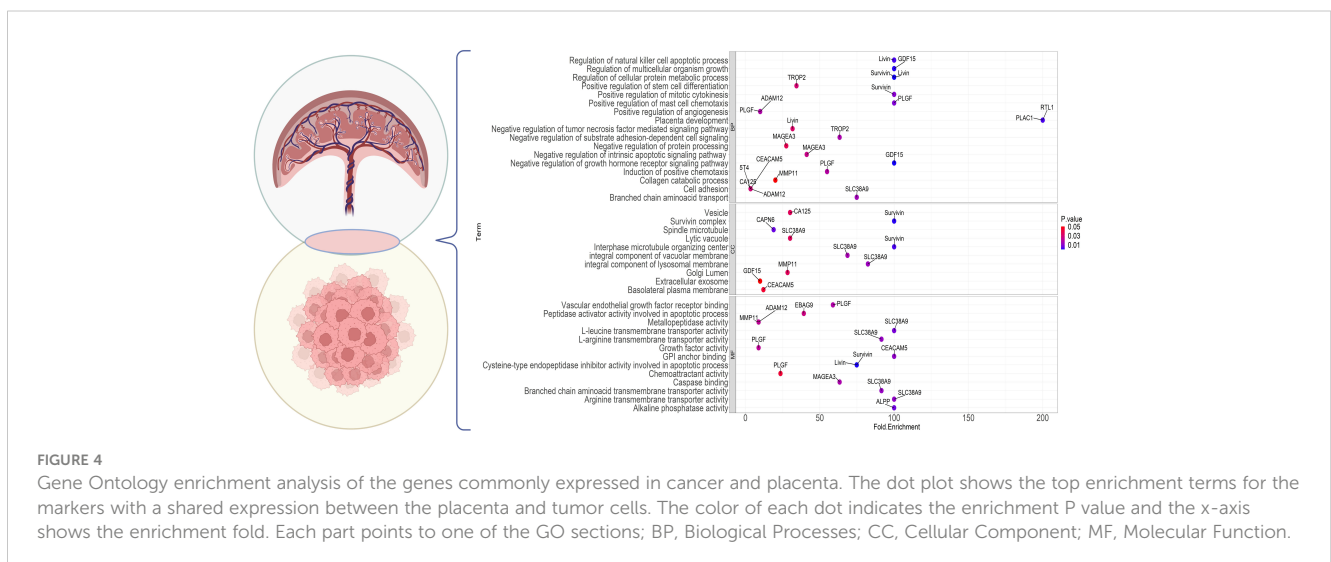 Regulation of natural killer cell apoptotic process
Livin GDF15
Regulation of multicellular organism growth
Regulation of cellular protein metabolic process
Survivin Livin
Positive regulation of stem cell differentiation
TROP2
Positive regulation of mitotic cytokinesis
Survivin
Positive regulation of mast cell chemotaxis
PLGF
Positive regulation of angiogenesis
PLGF ADAM12
Placenta development
PLAC1 RTL1
Negative regulation of tumor necrosis factor mediated signaling pathway
Livin
Negative regulation of substrate adhesion-dependent cell signaling
TROP2
Negative regulation of protein processing
MAGEA3
Negative regulation of intrinsic apoptotic signaling pathway
MAGEA3
Negative regulation of growth hormone receptor signaling pathway
GDF15
Induction of positive chemotaxis
PLGF
Collagen catabolic process
MMP11
Cell adhesion
5T4 CEACAM5 CA125 ADAM12
Branched chain aminoacid transport
SLC38A9
BP
Vesicle
CA125
Survivin complex
Survivin
Spindle microtubule
CAPN6
Lytic vacuole
SLC38A9
Interphase microtubule organizing center
Survivin
integral component of vacuolar membrane
SLC38A9
integral component of lysosomal membrane
SLC38A9
Golgi Lumen
MMP11
Extracellular exosome
GDF15
Basolateral plasma membrane
CEACAM5
CC
Vascular endothelial growth factor receptor binding
PLGF
Peptidase activator activity involved in apoptotic process
EBAG9
Metallopeptidase activity
MMP11 ADAM12
L-leucine transmembrane transporter activity
SLC38A9
L-arginine transmembrane transporter activity
SLC38A9
Growth factor activity
PLGF
GPI anchor binding
CEACAM5
Cysteine-type endopeptidase inhibitor activity involved in apoptotic process
Livin Survivin
Chemoattractant activity
PLGF
Caspase binding
MAGEA3
Branched chain aminoacid transmembrane transporter activity
SLC38A9
Arginine transmembrane transporter activity
SLC38A9
Alkaline phosphatase activity
ALPP
MF
Term
0 50 100 150 200
Fold.Enrichment
P.value
0.05
0.03
0.01
FIGURE 4
Gene Ontology enrichment analysis of the genes commonly expressed in cancer and placenta. The dot plot shows the top enrichment terms for the
markers with a shared expression between the placenta and tumor cells. The color of each dot indicates the enrichment P value and the x-axis
shows the enrichment fold. Each part points to one of the GO sections; BP, Biological Processes; CC, Cellular Component; MF, Molecular Function.